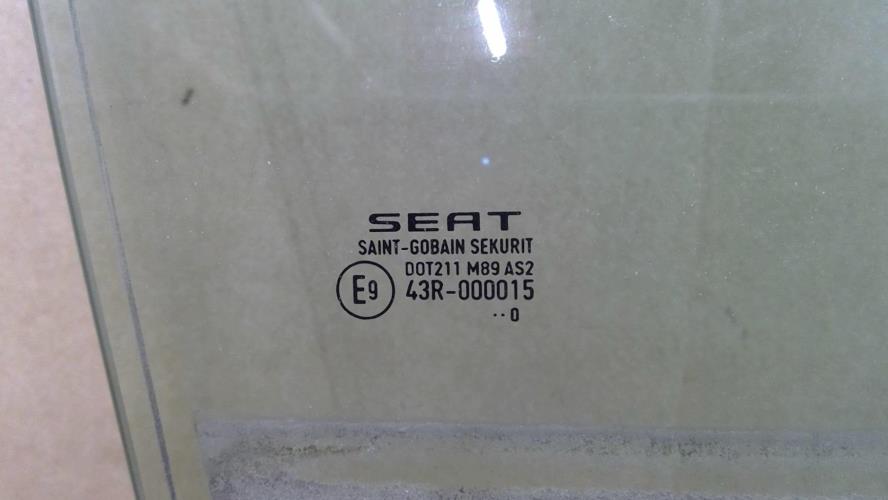 SEAT
SAINT-GOBAIN SEKURIT
DOT211 M89 AS2
E9 43R-000015
··0